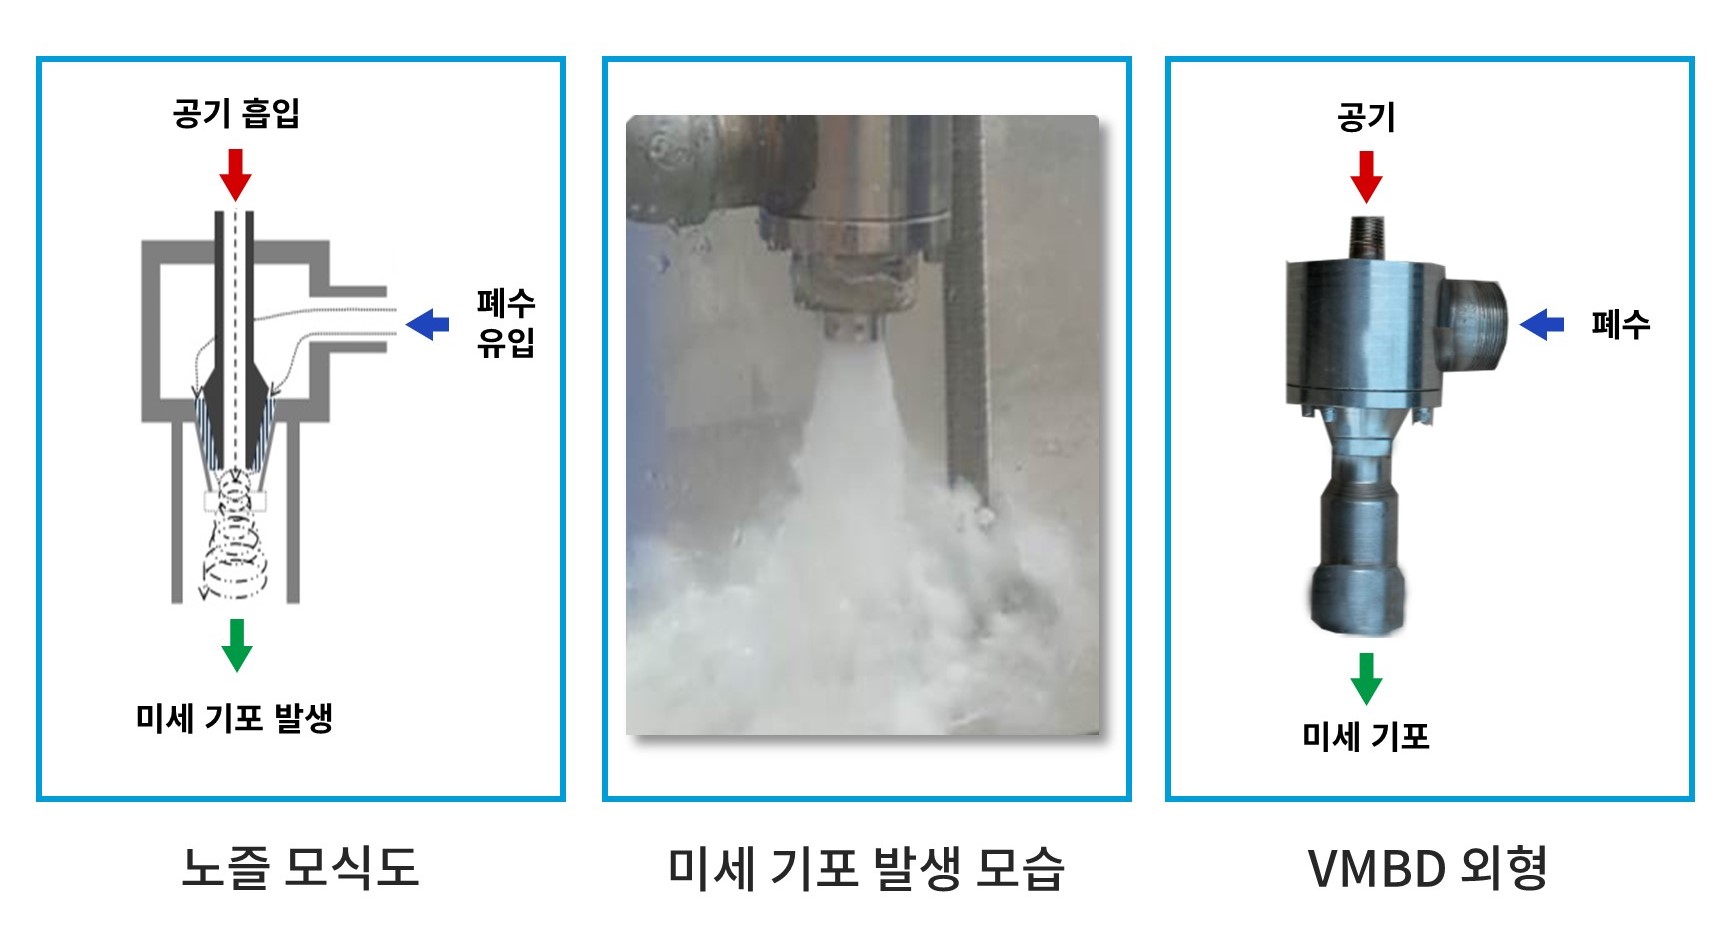 공기 흡입
폐수
유입
미세 기포 발생
노즐 모식도
미세 기포 발생 모습
공기
폐수
미세 기포
VMBD 외형